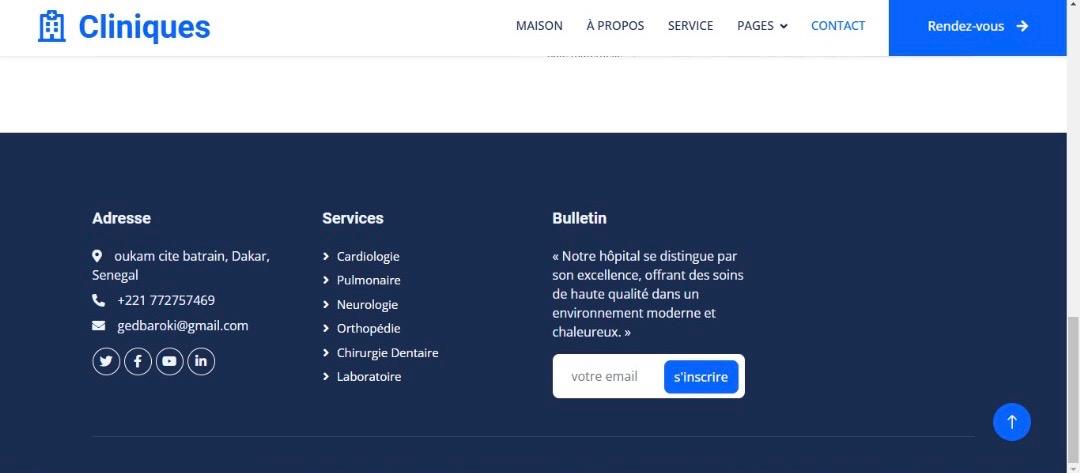 Cliniques
MAISON
À PROPOS
SERVICE
PAGES
CONTACT
Rendez-vous
Adresse
oukam cite batrain, Dakar,
Senegal
+221 772757469
gedbaroki@gmail.com
Services
Cardiologie
Pulmonaire
Neurologie
Orthopédie
Chirurgie Dentaire
Laboratoire
Bulletin
« Notre hôpital se distingue par
son excellence, offrant des soins
de haute qualité dans un
environnement moderne et
chaleureux. »
votre email
s'inscrire